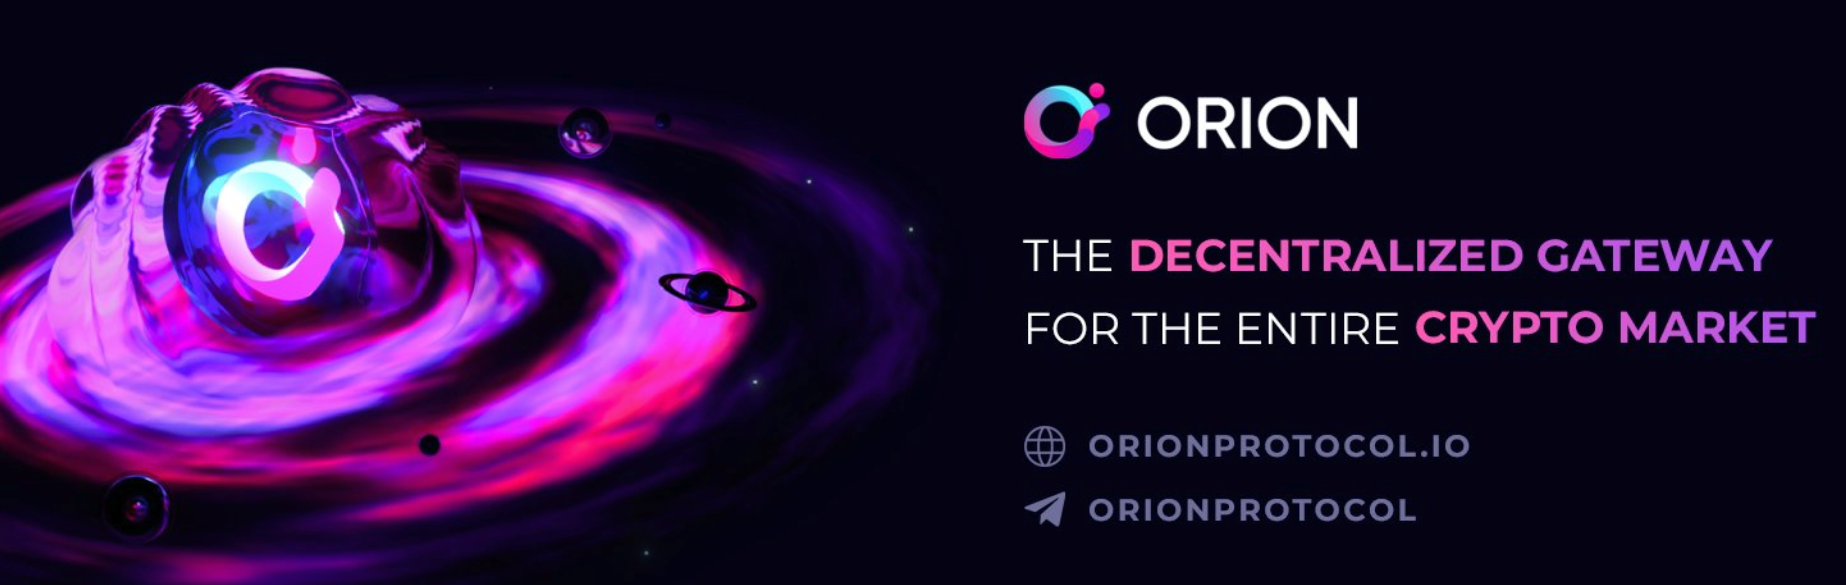 ORION
THE DECENTRALIZED GATEWAY
FOR THE ENTIRE CRYPTO MARKET
ORIONPROTOCOL.IO
ORIONPROTOCOL